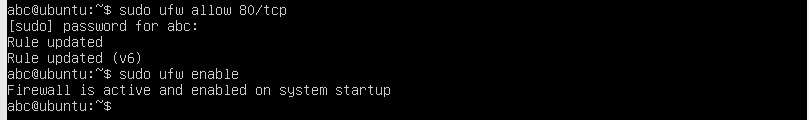 abc@ubuntu:~$ sudo ufw allow 80/tcp
[sudo] password for abc:
Rule updated
Rule updated (v6)
abc@ubuntu:~$ sudo ufw enable
Firewall is active and enabled on system startup
abc@ubuntu:~$